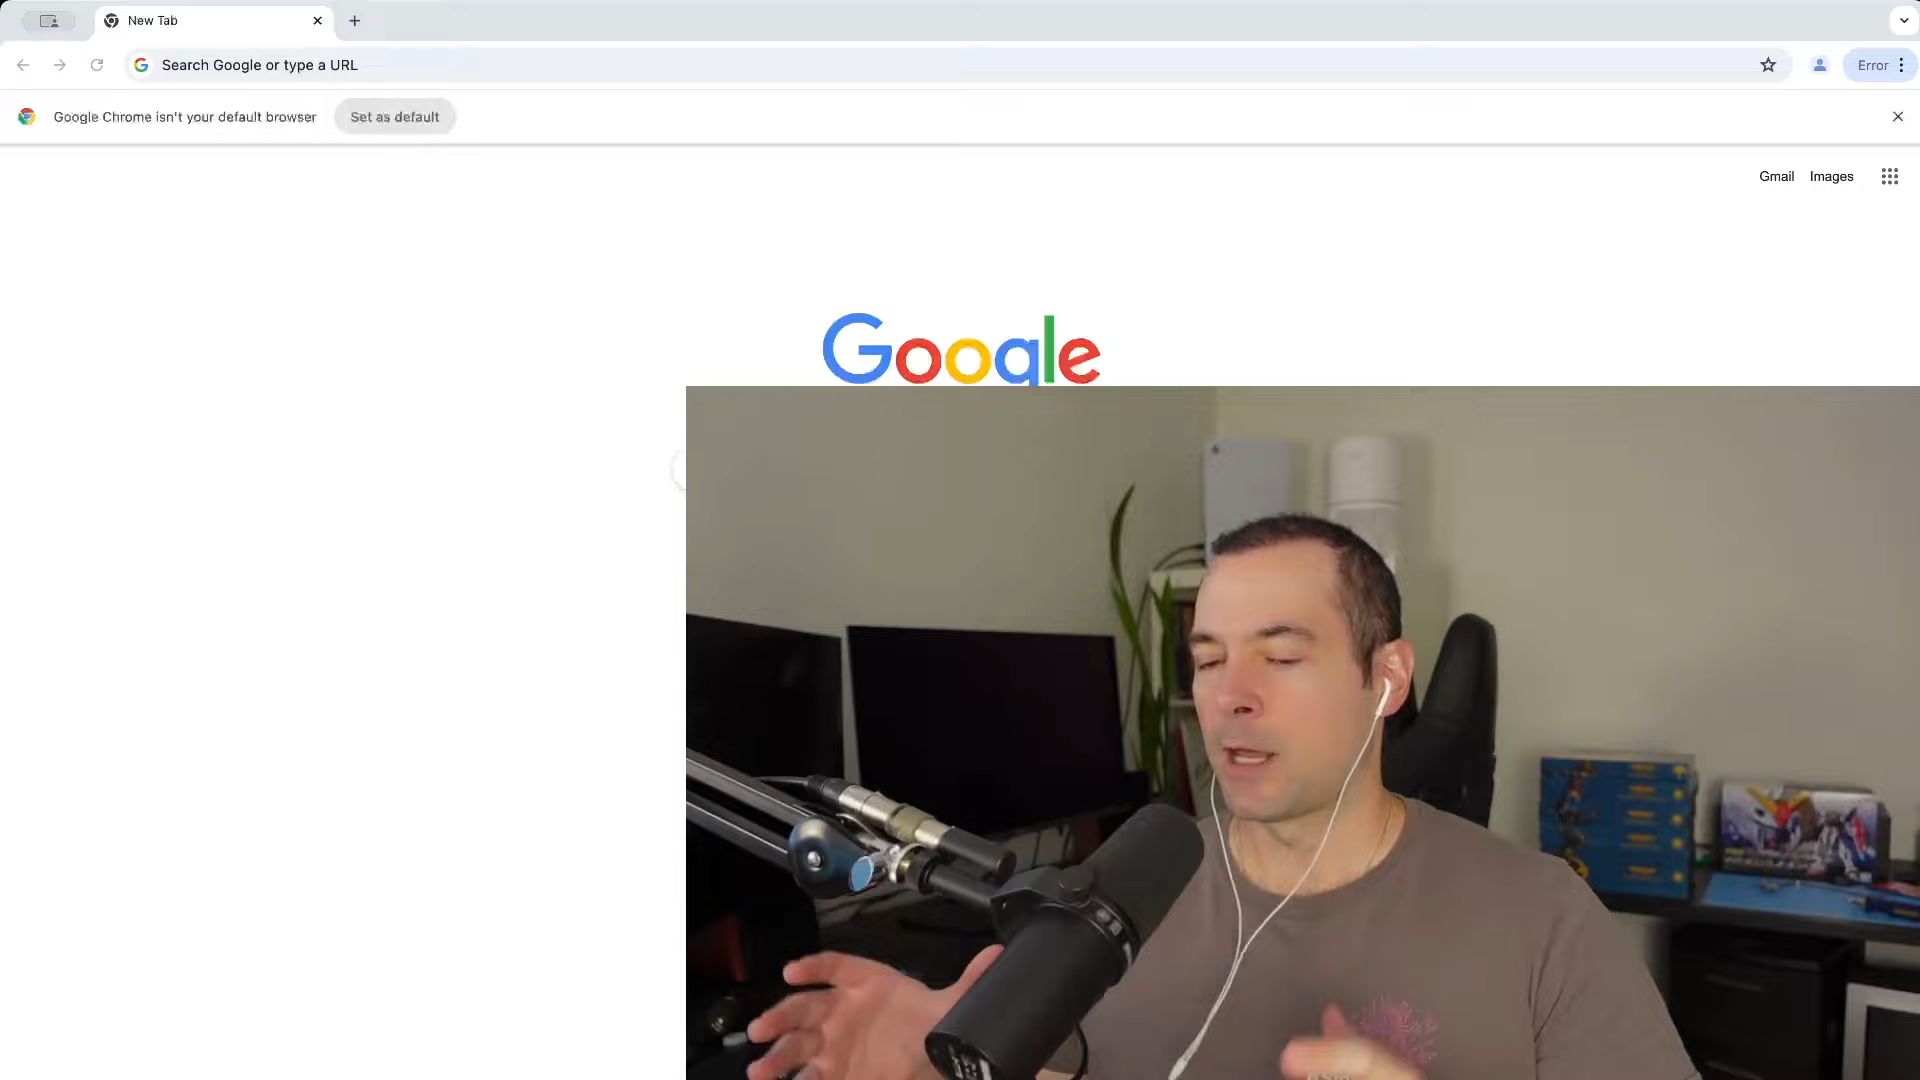 New Tab
Search Google or type a URL
Error
Google Chrome isn't your default browser
Set as default
Gmail
Images
Google